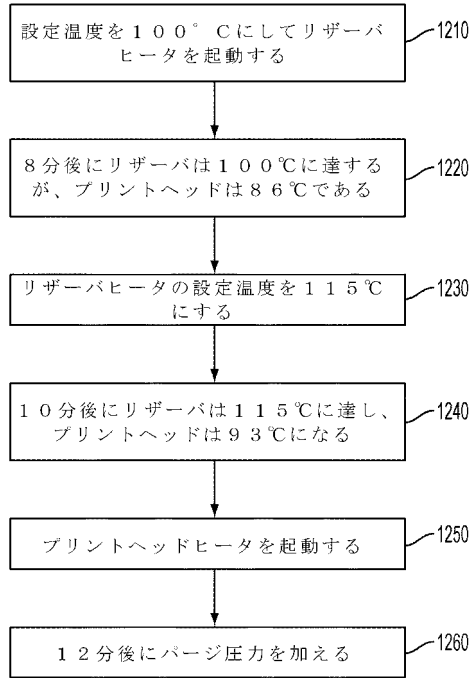 設定温度を１００°Ｃにしてリザーバ
ヒータを起動する
1210
８分後にリザーバは１００℃に達する
が、プリントヘッドは８６℃である
1220
リザーバヒータの設定温度を１１５℃
にする
1230
１０分後にリザーバは１１５℃に達し、
プリントヘッドは９３℃になる
1240
プリントヘッドヒータを起動する
1250
１２分後にパージ圧力を加える
1260